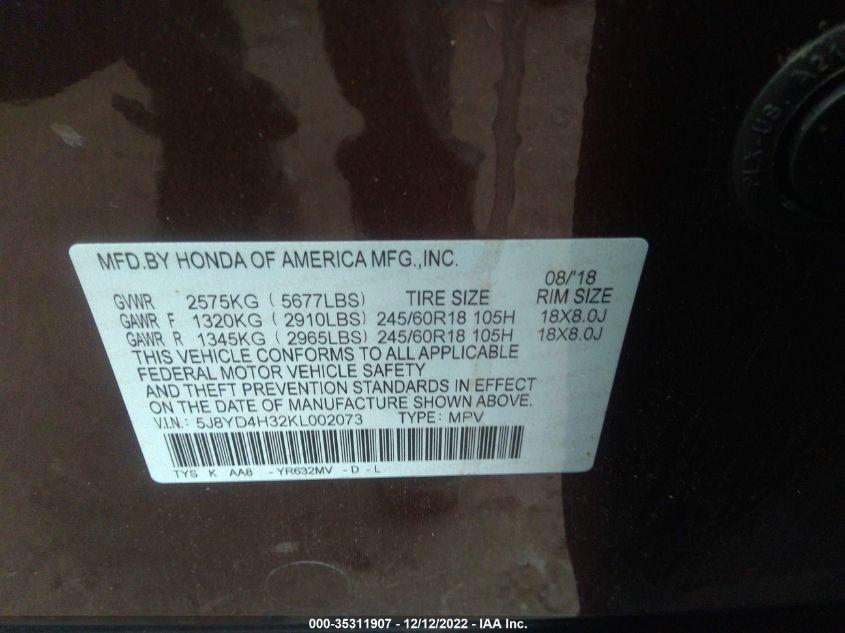 PLX-US.
MFD.BY HONDA OF AMERICA MFG.,INC.
08/'18
GVWR 2575KG ( 5677LBS) TIRE SIZE RIM SIZE
GAWR F 1320KG ( 2910LBS) 245/60R18 105H 18X8.0J
GAWR R 1345KG ( 2965LBS) 245/60R18 105H 18X8.0J
THIS VEHICLE CONFORMS TO ALL APPLICABLE
FEDERAL MOTOR VEHICLE SAFETY
AND THEFT PREVENTION STANDARDS IN EFFECT
ON THE DATE OF MANUFACTURE SHOWN ABOVE.
V.I.N.: 5J8YD4H32KL002073 TYPE: MPV
TYS K AA8 -YR632MV -D -L
000-35311907 - 12/12/2022 - IAA Inc.